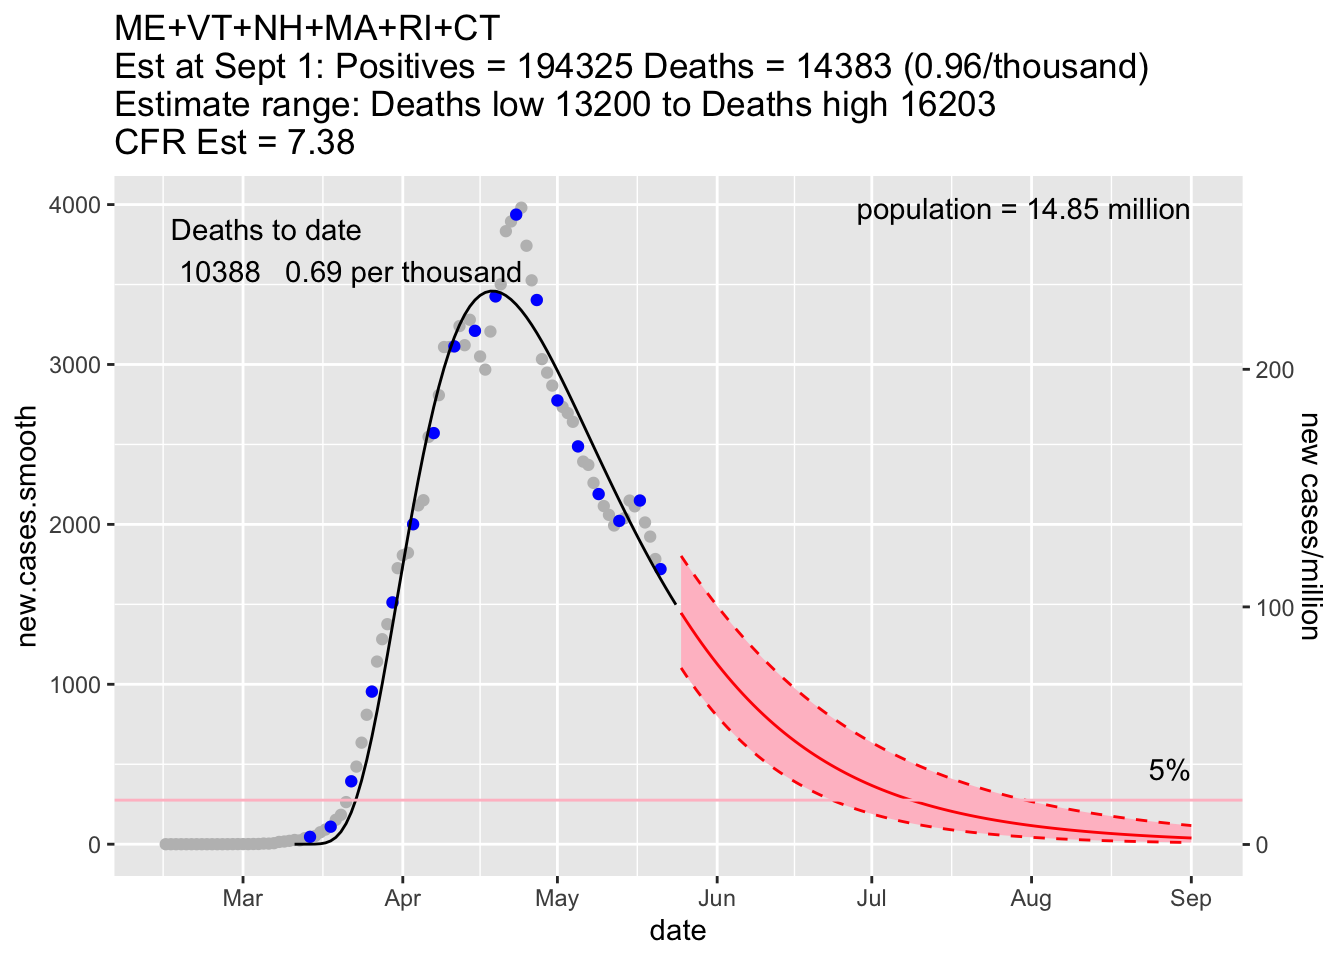 ME+VT+NH+MA+RI+CT
Est at Sept 1: Positives = 194325 Deaths = 14383 (0.96/thousand)
Estimate range: Deaths low 13200 to Deaths high 16203
CFR Est = 7.38
population = 14.85 million
Deaths to date
10388 0.69 per thousand
5%
4000
3000
2000
1000
0
new.cases.smooth
200
100
0
new cases/million
Mar Apr May Jun Jul Aug Sep
date